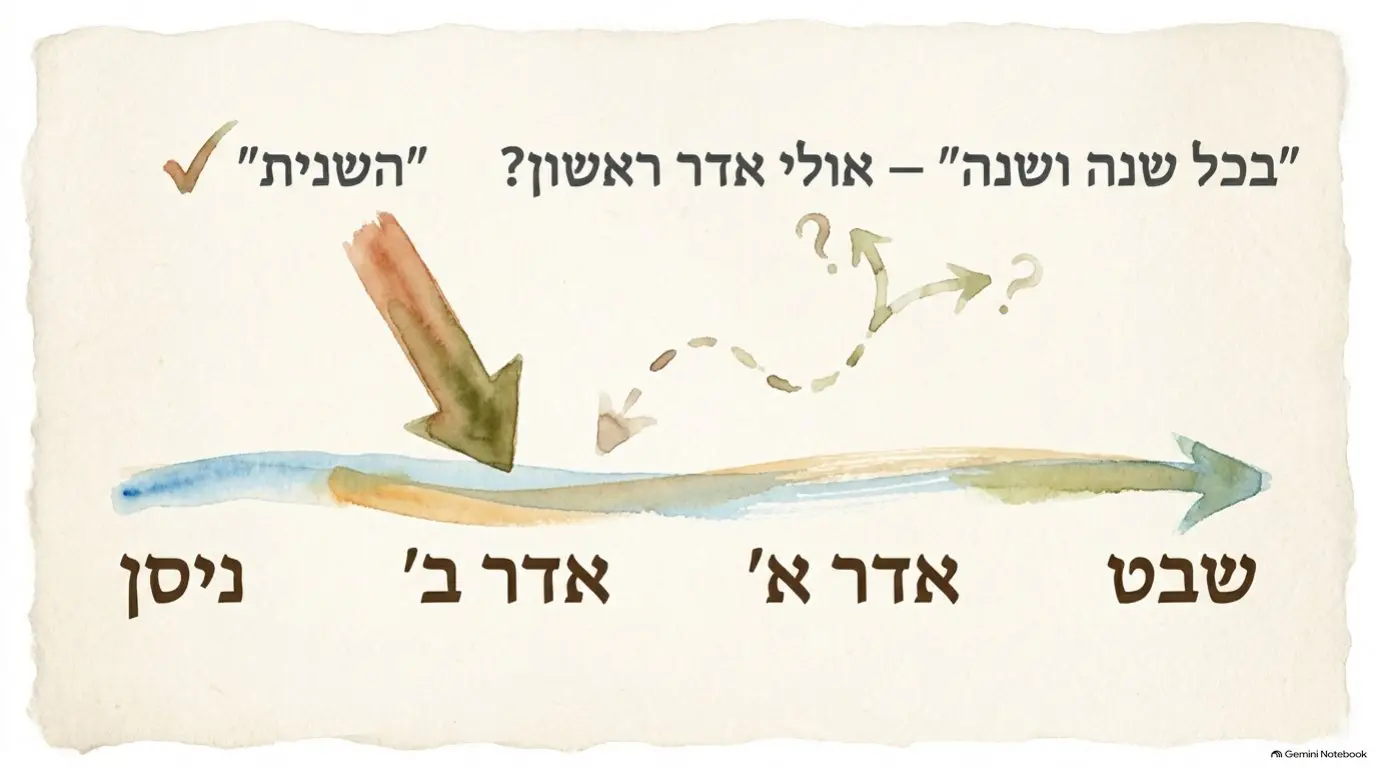 "בכל שנה ושנה" – אולי אדר ראשון?
"השנית"
? ?
שבט
אדר א'
אדר ב'
ניסן
Gemini Notebook